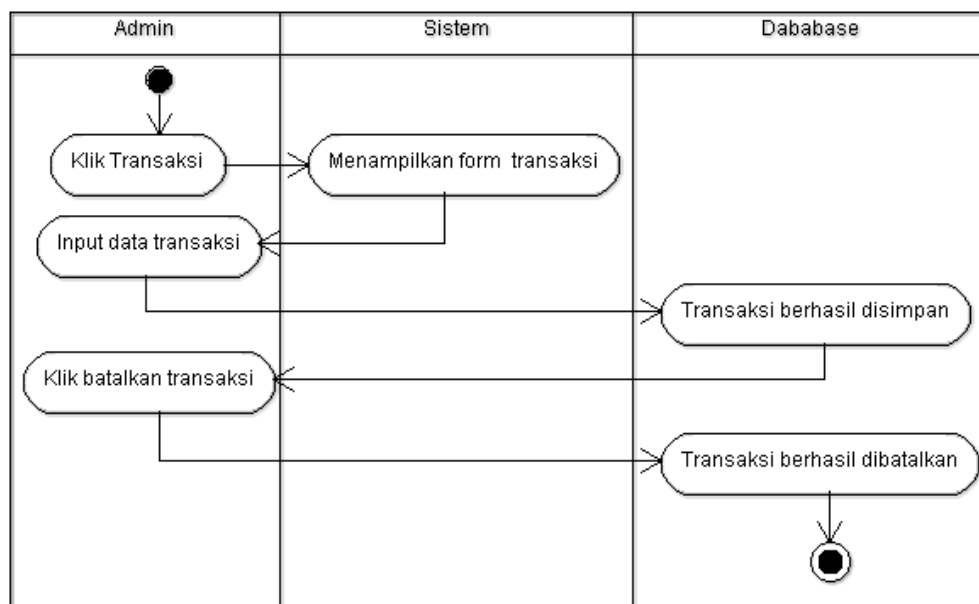 Admin
Sistem
Dababase
Klik Transaksi
Menampilkan form transaksi
Input data transaksi
Transaksi berhasil disimpan
Klik batalkan transaksi
Transaksi berhasil dibatalkan